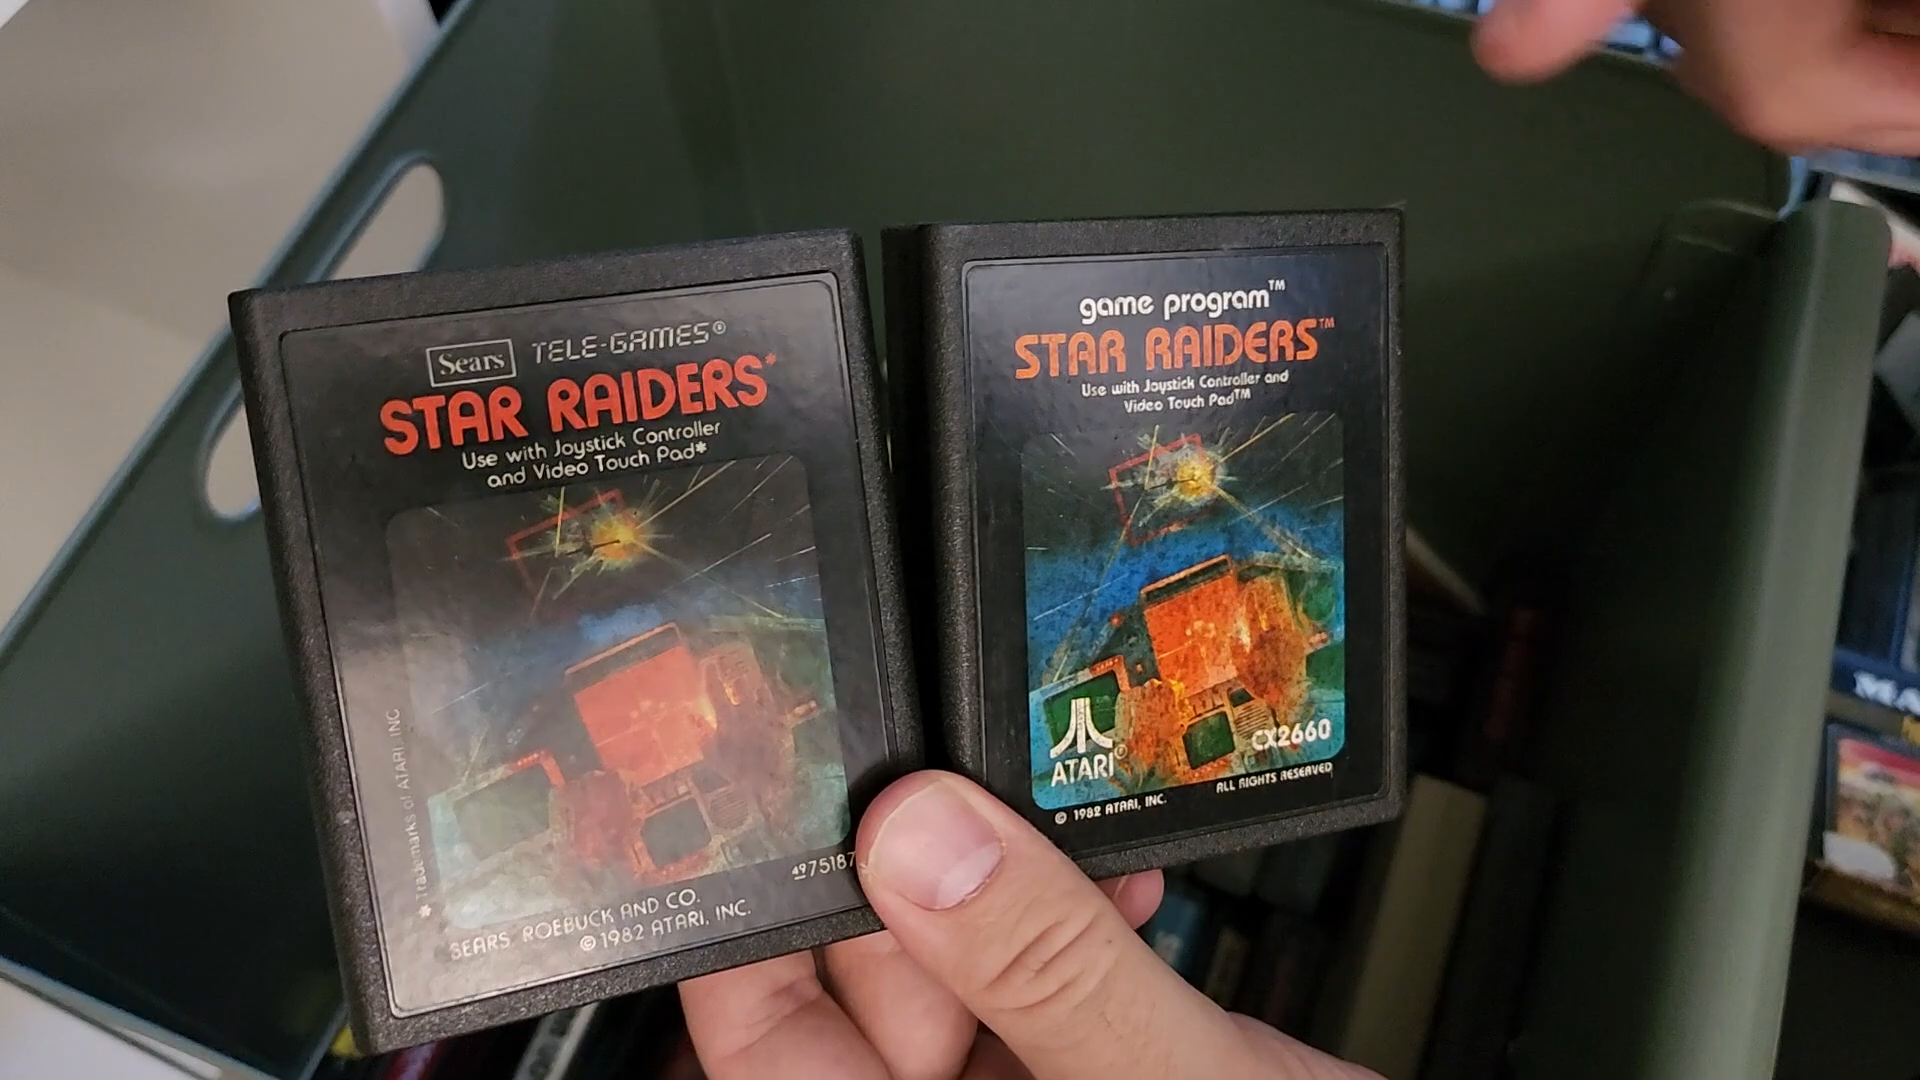 Sears TELE-GAMES®
STAR RAIDERS*
Use with Joystick Controller
and Video Touch Pad*
* Trademarks of ATARI, INC
4975187
SEARS, ROEBUCK AND CO.
© 1982 ATARI, INC.
game program™
STAR RAIDERS™
Use with Joystick Controller and
Video Touch Pad™
ATARI®
CX2660
© 1982 ATARI, INC.
ALL RIGHTS RESERVED